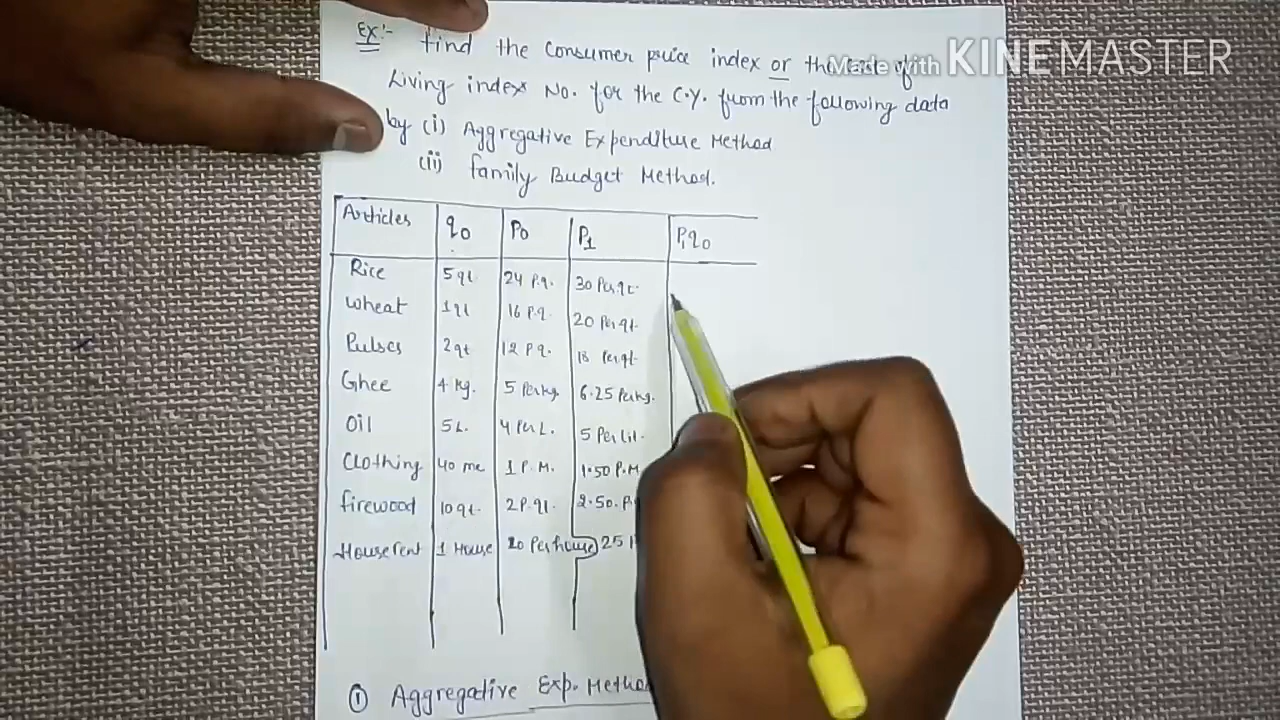 Ex:- Find the Consumer price index or the cost of
Made with KINEMASTER
Living index No. for the C.Y. from the following data
by (i) Aggregative Expenditure Method
(ii) Family Budget Method.
Articles q0 P0 P1 P1q0
Rice 5 qt 24 P.q. 30 Per qt.
Wheat 1qt 16 P.q. 20 Per qt.
Pulses 2 qt 12 P q. 18 Per qt.
Ghee 4 kg. 5 Per kg 6.25 Per kg.
Oil 5 L. 4 Per L. 5 Per Lit.
Clothing 40 me 1 P.M. 1.50 P.M
firewood 10 qt. 2 P. qt. 2.50. P.
House rent 1 House 20 Per house 25 P
① Aggregative Exp. Metho